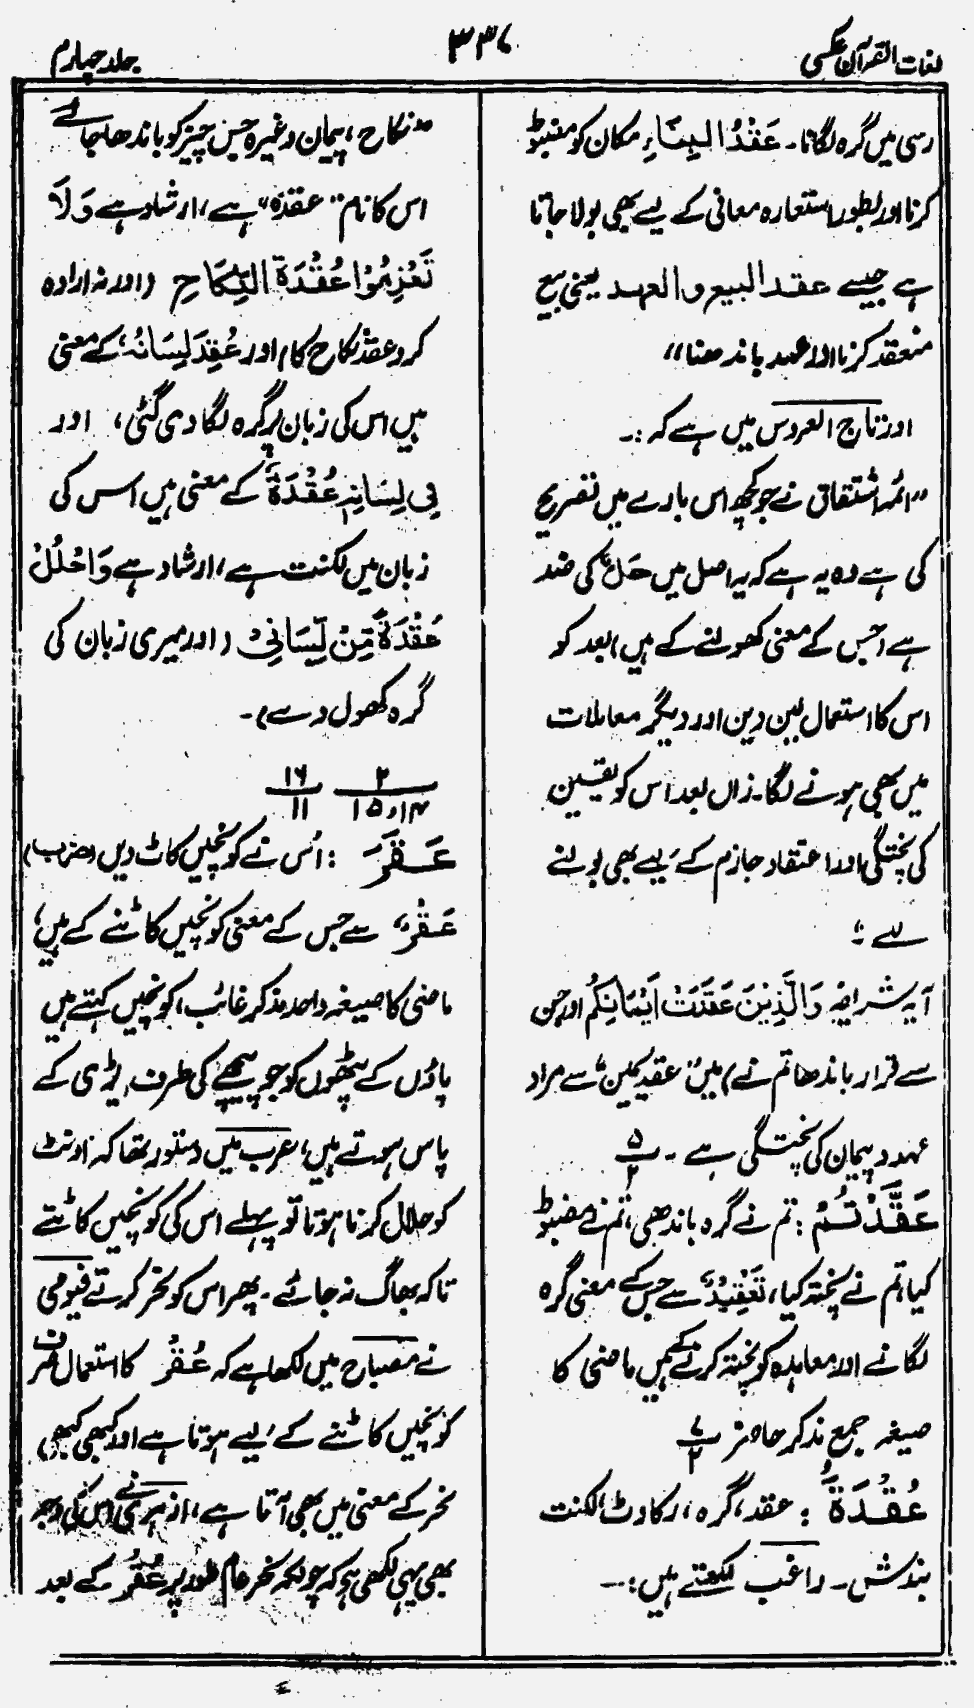 لغات القرآن عکسی
۳۳۷
جلد چہارم
رسی میں گرہ لگانا۔ عَقْدُ الْبِنَاءِ مکان کو مضبوط
کرنا اور بطور استعارہ معانی کے لیے بھی بولا جاتا
ہے جیسے عقد البیع والعہد یعنی بیع
منعقد کرنا اور عہد باندھنا“
اور تاج العروس میں ہے کہ :۔
”ائمہ اشتقاق نے جو کچھ اس بارے میں تصریح
کی ہے وہ یہ ہے کہ یہ اصل میں حَلٌّ کی ضد
ہے (جس کے معنی کھولنے کے ہیں) بعد کو
اس کا استعمال لین دین اور دیگر معاملات
میں بھی ہونے لگا۔ زاں بعد اس کو یقین
کی پختگی اور اعتقاد جازم کے لیے بھی بولنے
لگے ؛
آیہ شریفہ وَالَّذِیْنَ عَقَدَتْ اَیْمَانُکُمْ اور جن
سے قرار باندھا تم نے) میں ”عقد یمین“ سے مراد
عہد و پیمان کی پختگی ہے ۔ ۵/۲
عَقَّدْتُمُ : تم نے گرہ باندھی، تم نے مضبوط
کیا، تم نے پختہ کیا، تَعْقِیْدٌ سے جس کے معنی گرہ
لگانے اور معاہدہ کو پختہ کرنے کے ہیں ماضی کا
صیغہ جمع مذکر حاضر ۷/۲
عُقْدَةٌ : عقد، گرہ، رکاوٹ، لکنت
بندش ۔ راغب لکھتے ہیں :۔
”نکاح، پیمان وغیرہ جس چیز کو باندھا جائے
اس کا نام ”عقدہ“ ہے، ارشاد ہے وَلَا
تَعْزِمُوْا عُقْدَةَ النِّکَاحِ (اور نہ ارادہ
کرو عقد نکاح کا) اور عُقِدَ لِسَانُہٗ کے معنی
ہیں اس کی زبان پر گرہ لگا دی گئی، اور
فِی لِسَانِہٖ عُقْدَةٌ کے معنی ہیں اس کی
زبان میں لکنت ہے، ارشاد ہے وَاحْلُلْ
عُقْدَةً مِّنْ لِّسَانِیْ (اور میری زبان کی
گرہ کھول دے)۔
۲/۱۴،۱۵ ۱۶/۱۱
عَقَرَ : اُس نے کونچیں کاٹ دیں (ضرب)
عَقْرٌ سے جس کے معنی کونچیں کاٹنے کے ہیں،
ماضی کا صیغہ واحد مذکر غائب، کونچیں کہتے ہیں
پاؤں کے پٹھوں کو جو پیچھے کی طرف ایڑی کے
پاس ہوتے ہیں، عرب میں دستور تھا کہ اونٹ
کو حلال کرنا ہوتا تو پہلے اس کی کونچیں کاٹتے
تاکہ بھاگ نہ جائے ۔ پھر اس کو نحر کرتے فیومی
نے مصباح میں لکھا ہے کہ عُقْرٌ کا استعمال صرف
کونچیں کاٹنے کے لیے ہوتا ہے اور کبھی کبھی
نحر کے معنی میں بھی آتا ہے، ازہری نے اس کی وجہ
بھی یہی لکھی ہے کہ چونکہ نحر عام طور پر عُقْرٌ کے بعد